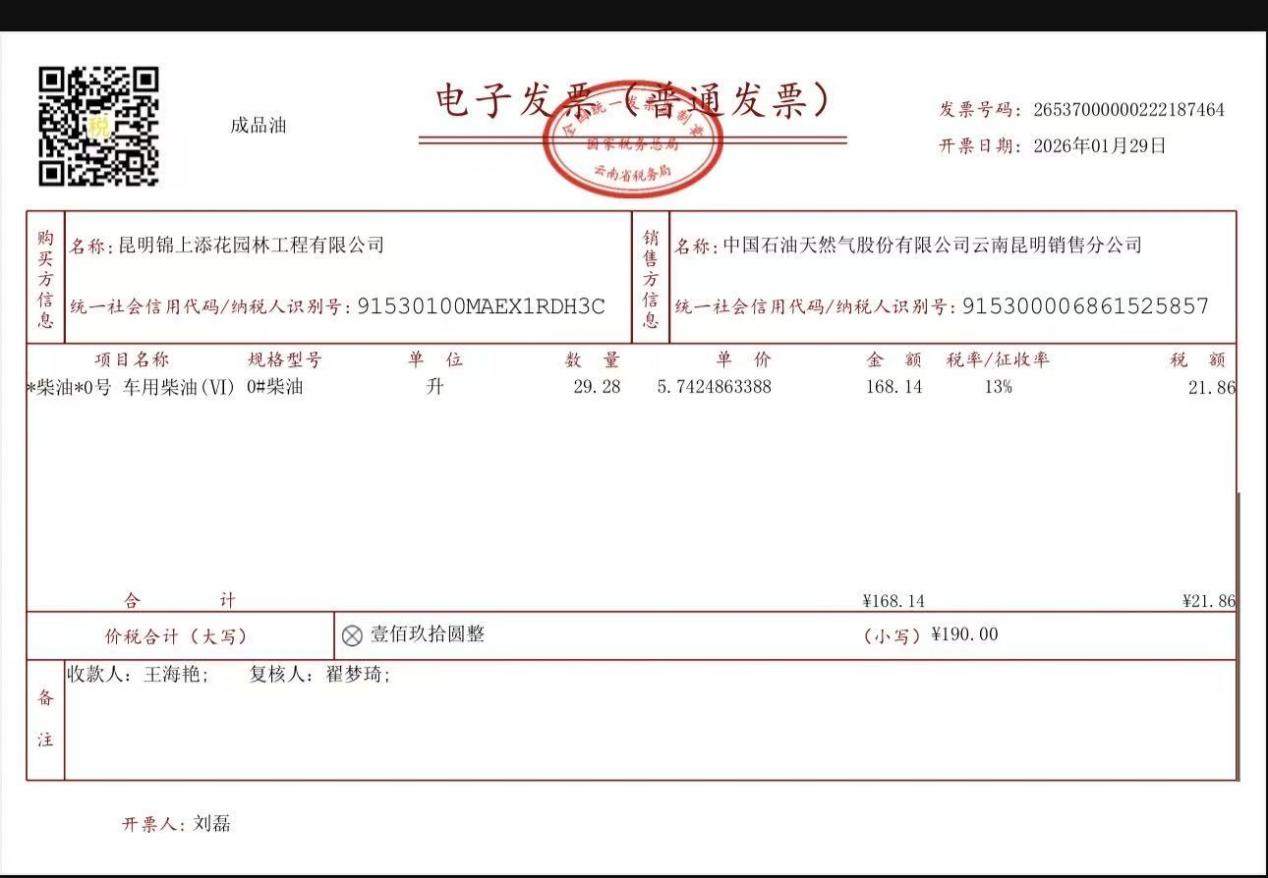 电子发票（普通发票）
全国统一发票监制章
国家税务总局
云南省税务局
税
成品油
发票号码：26537000000222187464
开票日期：2026年01月29日
购买方信息
名称：昆明锦上添花园林工程有限公司
统一社会信用代码/纳税人识别号：91530100MAEX1RDH3C
销售方信息
名称：中国石油天然气股份有限公司云南昆明销售分公司
统一社会信用代码/纳税人识别号：915300006861525857
项目名称 规格型号 单位 数量 单价 金额 税率/征收率 税额
*柴油*0号 车用柴油(Ⅵ) 0#柴油 升 29.28 5.7424863388 168.14 13% 21.86
合计 ¥168.14 ¥21.86
价税合计（大写） ⊗ 壹佰玖拾圆整 （小写）¥190.00
备注
收款人：王海艳; 复核人：翟梦琦;
开票人：刘磊